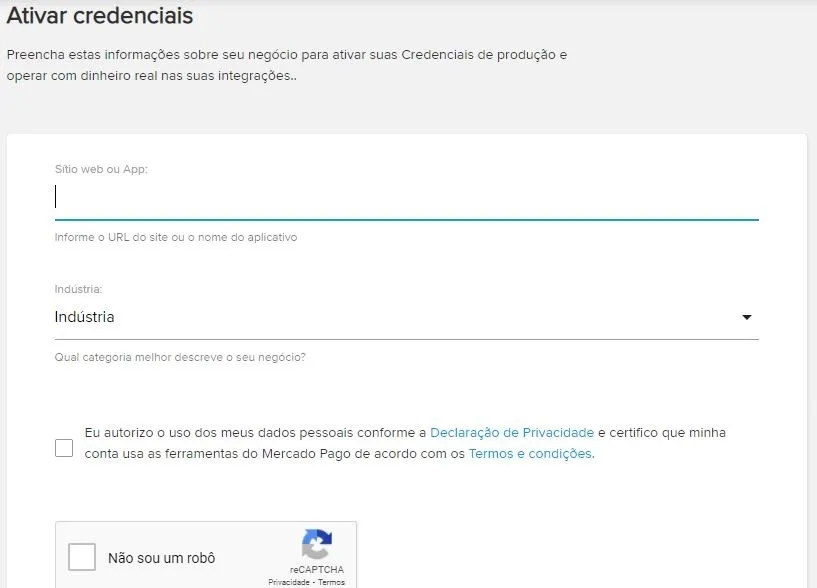 Ativar credenciais
Preencha estas informações sobre seu negócio para ativar suas Credenciais de produção e
operar com dinheiro real nas suas integrações..
Sítio web ou App:
Informe o URL do site ou o nome do aplicativo
Indústria:
Indústria
Qual categoria melhor descreve o seu negócio?
Eu autorizo o uso dos meus dados pessoais conforme a Declaração de Privacidade e certifico que minha
conta usa as ferramentas do Mercado Pago de acordo com os Termos e condições.
Não sou um robô
reCAPTCHA
Privacidade - Termos